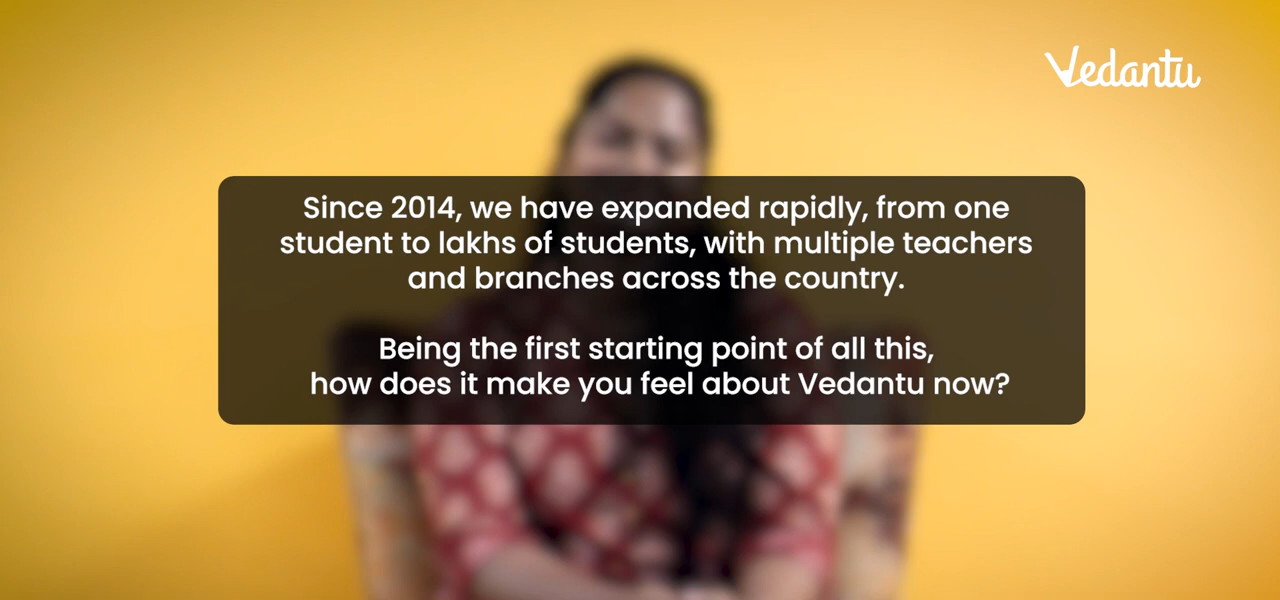 Vedantu
Since 2014, we have expanded rapidly, from one
student to lakhs of students, with multiple teachers
and branches across the country.
Being the first starting point of all this,
how does it make you feel about Vedantu now?